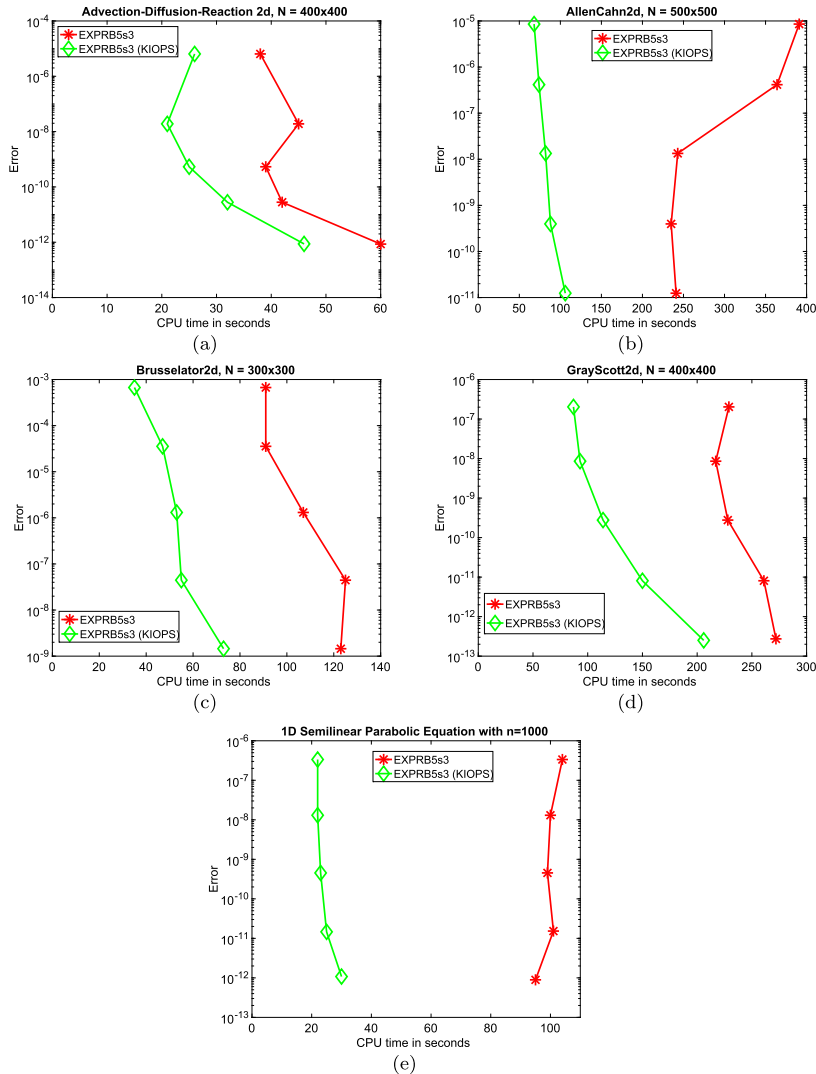 Advection-Diffusion-Reaction 2d, N = 400x400
EXPRB5s3
EXPRB5s3 (KIOPS)
10^-4
10^-6
10^-8
10^-10
10^-12
10^-14
Error
0 10 20 30 40 50 60
CPU time in seconds
(a)
AllenCahn2d, N = 500x500
EXPRB5s3
EXPRB5s3 (KIOPS)
10^-5
10^-6
10^-7
10^-8
10^-9
10^-10
10^-11
Error
0 50 100 150 200 250 300 350 400
CPU time in seconds
(b)
Brusselator2d, N = 300x300
10^-3
10^-4
10^-5
10^-6
10^-7
10^-8
10^-9
Error
EXPRB5s3
EXPRB5s3 (KIOPS)
0 20 40 60 80 100 120 140
CPU time in seconds
(c)
GrayScott2d, N = 400x400
10^-6
10^-7
10^-8
10^-9
10^-10
10^-11
10^-12
10^-13
Error
EXPRB5s3
EXPRB5s3 (KIOPS)
0 50 100 150 200 250 300
CPU time in seconds
(d)
1D Semilinear Parabolic Equation with n=1000
EXPRB5s3
EXPRB5s3 (KIOPS)
10^-6
10^-7
10^-8
10^-9
10^-10
10^-11
10^-12
10^-13
Error
0 20 40 60 80 100
CPU time in seconds
(e)